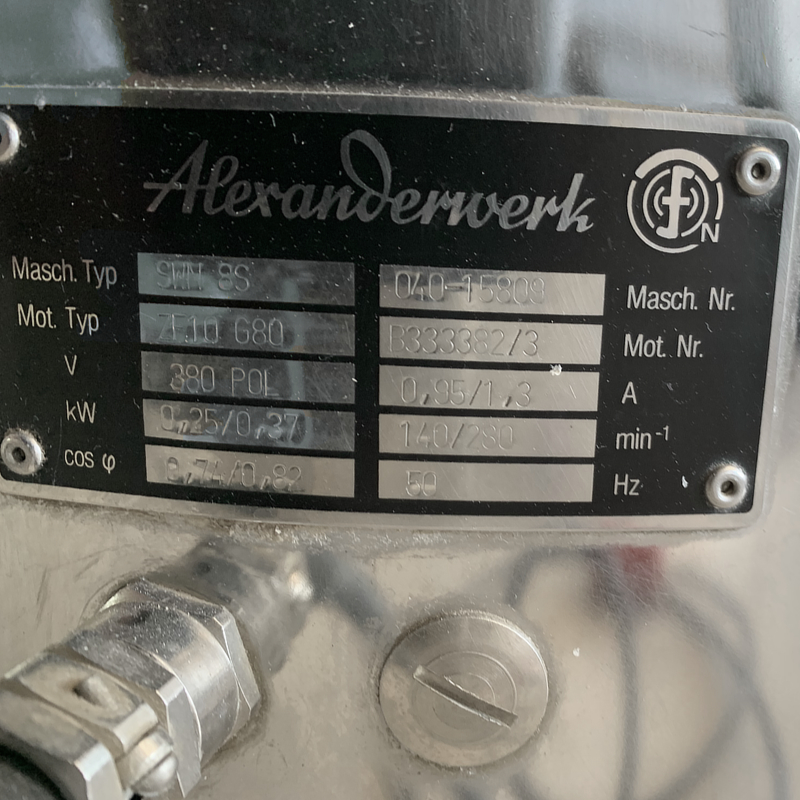 Alexanderwerk
f N
Masch. Typ SWN 8S 040-15809 Masch. Nr.
Mot. Typ ZF10 G80 B333382/3 Mot. Nr.
V 380 POL 0,95/1,3 A
kW 0,25/0,37 140/280 min⁻¹
cos φ 0,74/0,82 50 Hz